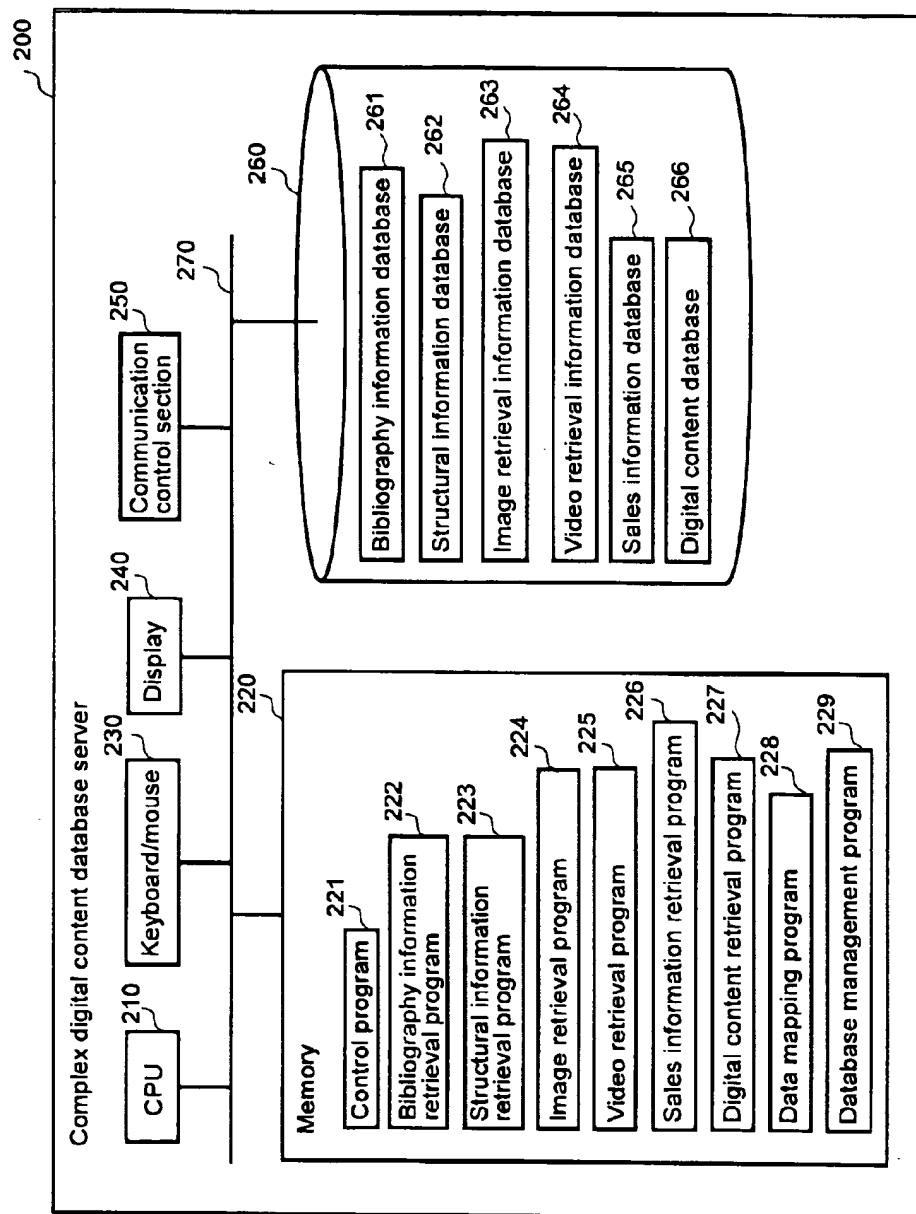 200
Complex digital content database server
210
CPU
230
Keyboard/mouse
240
Display
250
Communication
control section
270
220
Memory
221
Control program
222
Bibliography information
retrieval program
223
Structural information
retrieval program
224
Image retrieval program
225
Video retrieval program
226
Sales information retrieval program
227
Digital content retrieval program
228
Data mapping program
229
Database management program
260
261
Bibliography information database
262
Structural information database
263
Image retrieval information database
264
Video retrieval information database
265
Sales information database
266
Digital content database